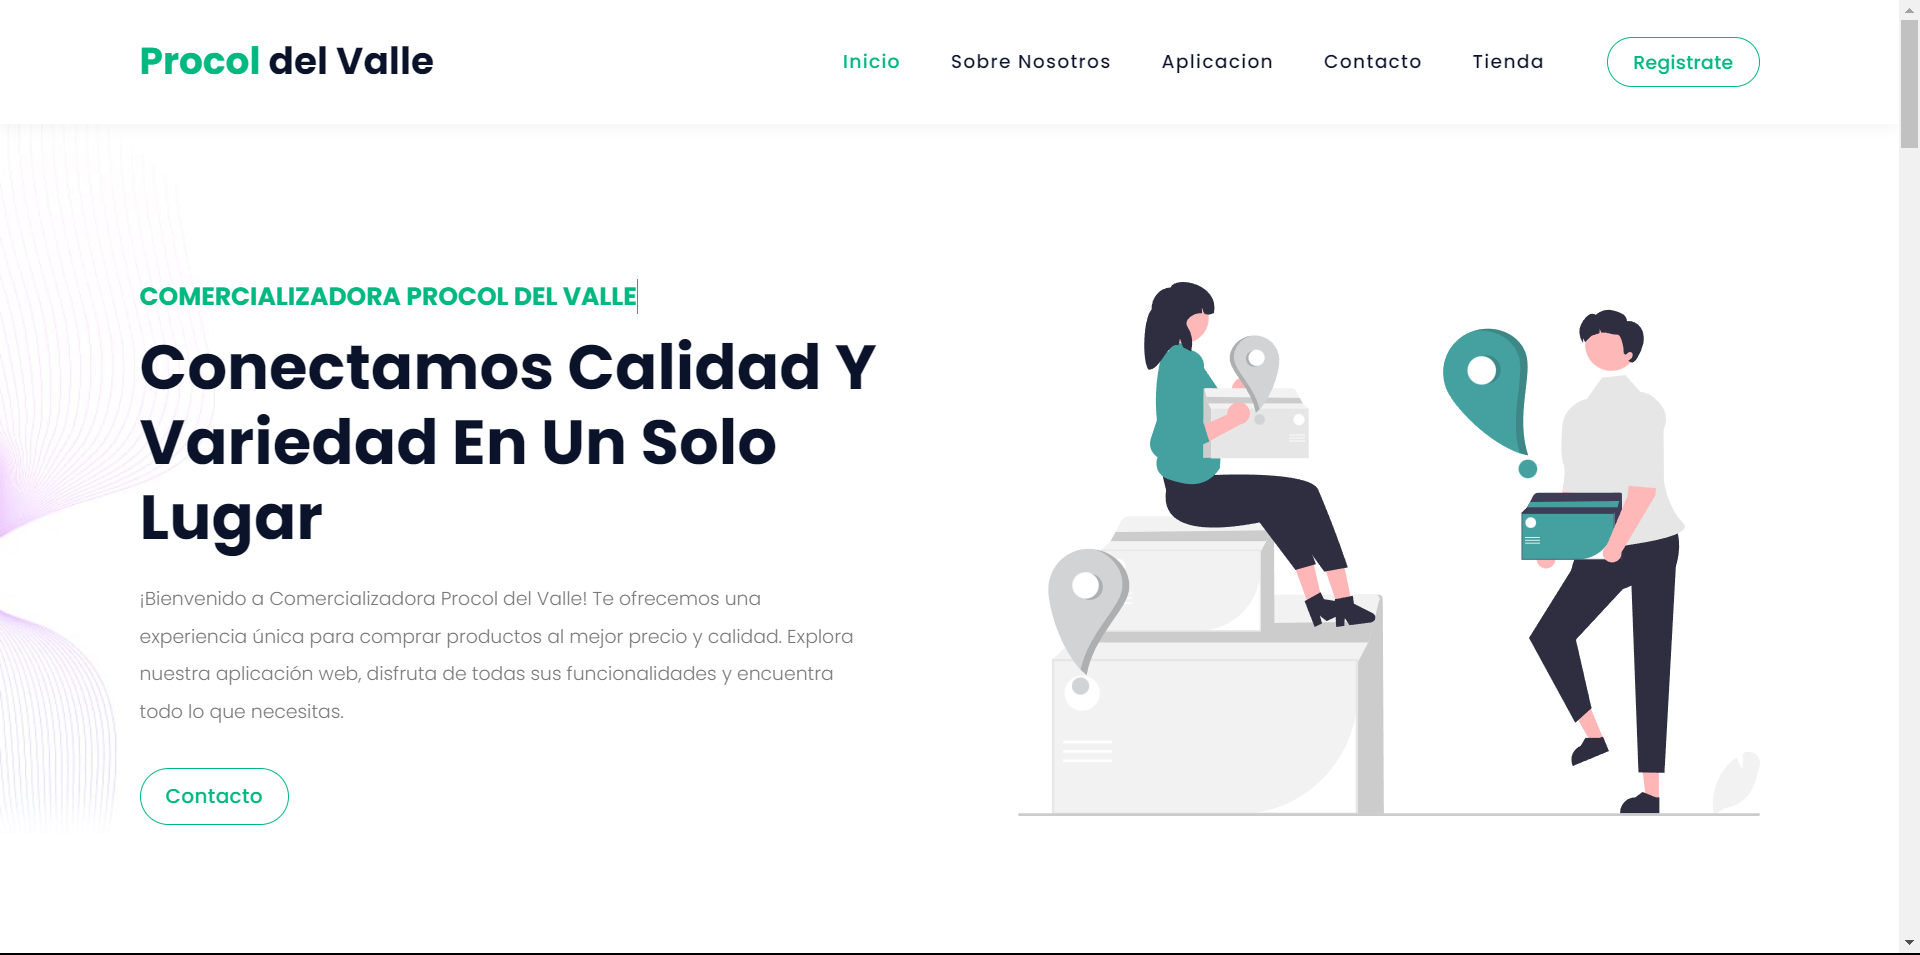 Procol del Valle
Inicio Sobre Nosotros Aplicacion Contacto Tienda Registrate
COMERCIALIZADORA PROCOL DEL VALLE
Conectamos Calidad Y
Variedad En Un Solo
Lugar
¡Bienvenido a Comercializadora Procol del Valle! Te ofrecemos una
experiencia única para comprar productos al mejor precio y calidad. Explora
nuestra aplicación web, disfruta de todas sus funcionalidades y encuentra
todo lo que necesitas.
Contacto